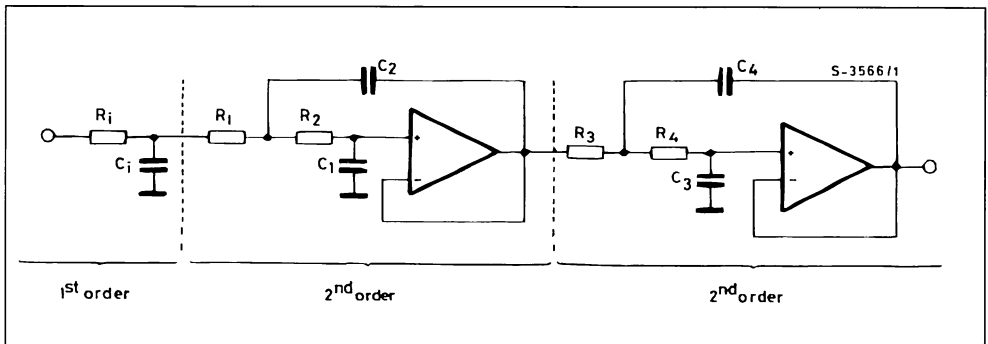 C2
C4
S-3566/1
Ri
R1
R2
R3
R4
+
+
Ci
C1
C3
-
-
1st order
2nd order
2nd order